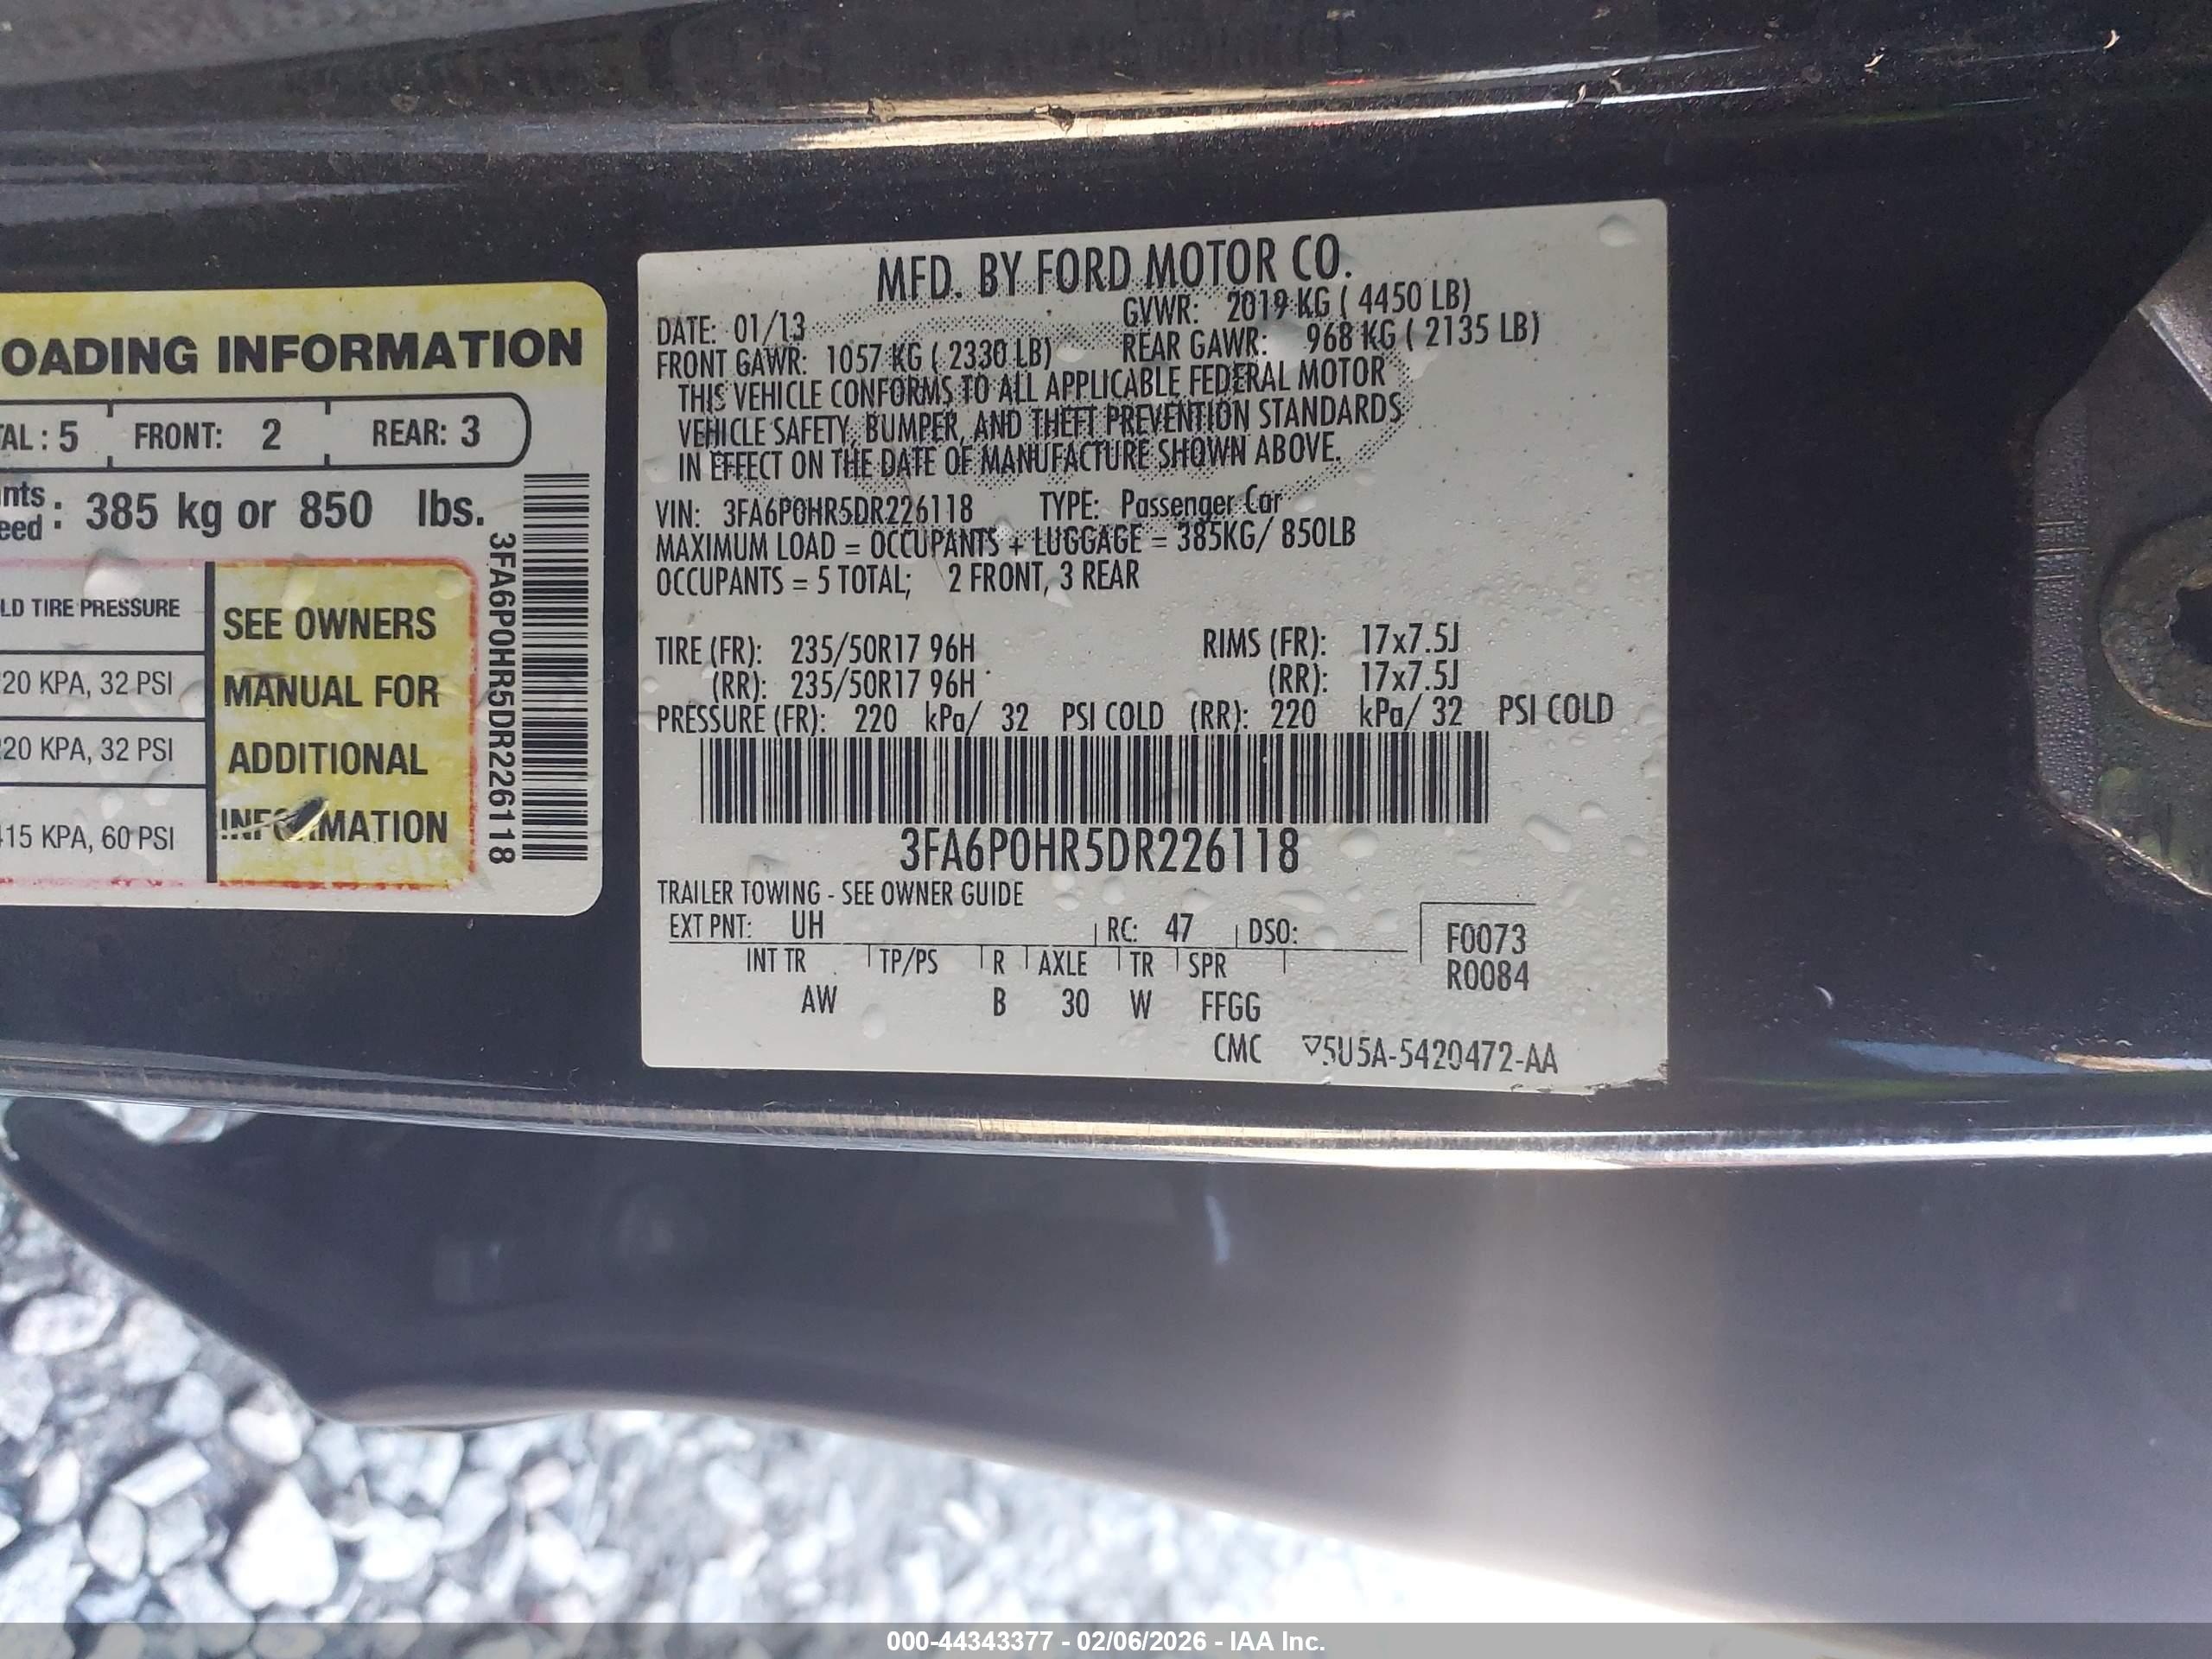 OADING INFORMATION
AL : 5 FRONT: 2 REAR: 3
nts
eed : 385 kg or 850 lbs.
LD TIRE PRESSURE
20 KPA, 32 PSI
20 KPA, 32 PSI
15 KPA, 60 PSI
SEE OWNERS
MANUAL FOR
ADDITIONAL
INFORMATION
3FA6P0HR5DR226118
MFD. BY FORD MOTOR CO.
DATE: 01/13 GVWR: 2019 KG ( 4450 LB)
FRONT GAWR: 1057 KG ( 2330 LB) REAR GAWR: 968 KG ( 2135 LB)
THIS VEHICLE CONFORMS TO ALL APPLICABLE FEDERAL MOTOR
VEHICLE SAFETY, BUMPER, AND THEFT PREVENTION STANDARDS
IN EFFECT ON THE DATE OF MANUFACTURE SHOWN ABOVE.
VIN: 3FA6P0HR5DR226118 TYPE: Passenger Car
MAXIMUM LOAD = OCCUPANTS + LUGGAGE = 385KG/ 850LB
OCCUPANTS = 5 TOTAL; 2 FRONT, 3 REAR
TIRE (FR): 235/50R17 96H RIMS (FR): 17x7.5J
(RR): 235/50R17 96H (RR): 17x7.5J
PRESSURE (FR): 220 kPa/ 32 PSI COLD (RR): 220 kPa/ 32 PSI COLD
3FA6P0HR5DR226118
TRAILER TOWING - SEE OWNER GUIDE
EXT PNT: UH RC: 47 DSO: F0073
INT TR TP/PS R AXLE TR SPR R0084
AW B 30 W FFGG
CMC ▽5U5A-5420472-AA
000-44343377 - 02/06/2026 - IAA Inc.